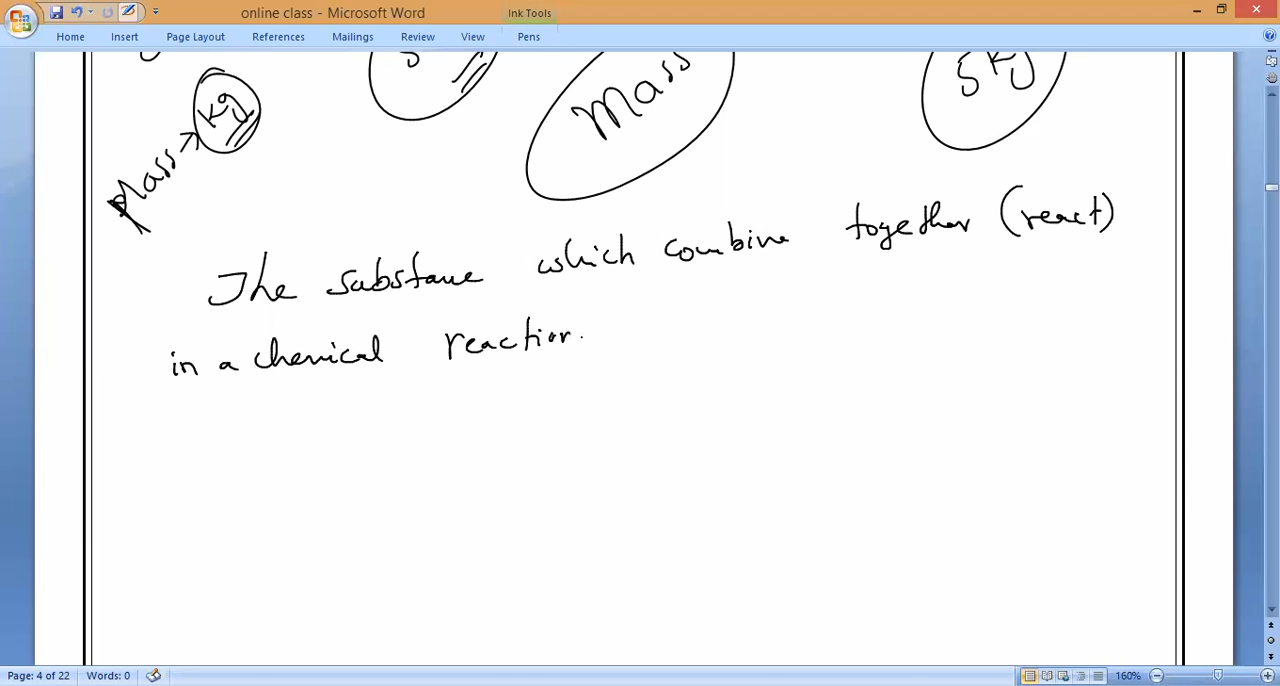 online class - Microsoft Word
Ink Tools
Home Insert Page Layout References Mailings Review View Pens
kg
Mass
Mass
5 kg
The substane which combine together (react)
in a chemical reaction.
Page: 4 of 22 Words: 0 160%